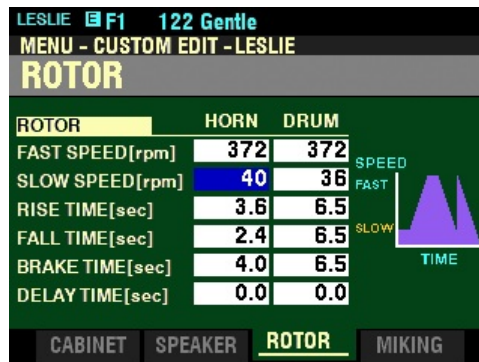 LESLIE E F1 122 Gentle
MENU - CUSTOM EDIT - LESLIE
ROTOR
ROTOR HORN DRUM
FAST SPEED[rpm] 372 372
SLOW SPEED[rpm] 40 36
RISE TIME[sec] 3.6 6.5
FALL TIME[sec] 2.4 6.5
BRAKE TIME[sec] 4.0 6.5
DELAY TIME[sec] 0.0 0.0
SPEED
FAST
SLOW
TIME
CABINET SPEAKER ROTOR MIKING